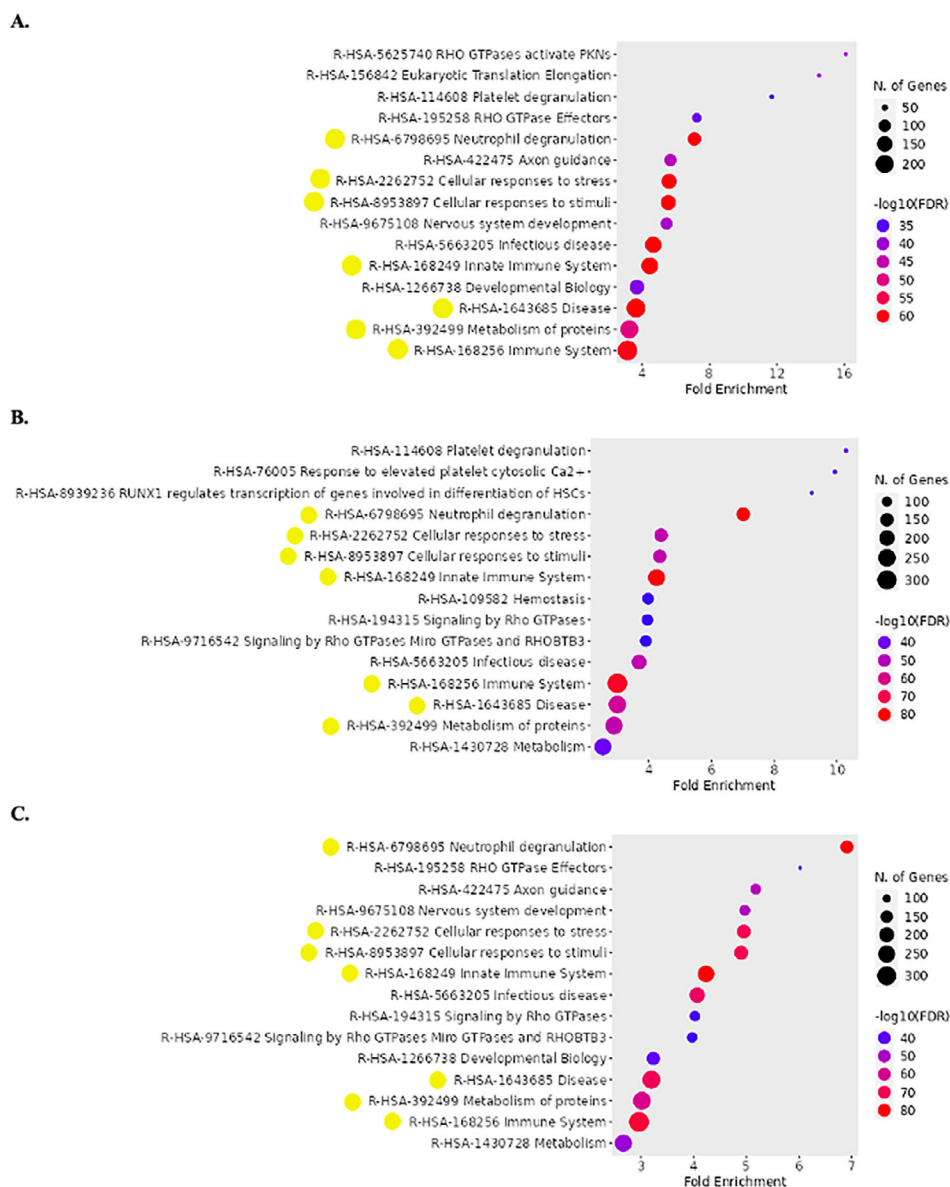 A.
R-HSA-5625740 RHO GTPases activate PKNs
R-HSA-156842 Eukaryotic Translation Elongation
R-HSA-114608 Platelet degranulation
R-HSA-195258 RHO GTPase Effectors
R-HSA-6798695 Neutrophil degranulation
R-HSA-422475 Axon guidance
R-HSA-2262752 Cellular responses to stress
R-HSA-8953897 Cellular responses to stimuli
R-HSA-9675108 Nervous system development
R-HSA-5663205 Infectious disease
R-HSA-168249 Innate Immune System
R-HSA-1266738 Developmental Biology
R-HSA-1643685 Disease
R-HSA-392499 Metabolism of proteins
R-HSA-168256 Immune System
4 8 12 16
Fold Enrichment
N. of Genes
50
100
150
200
-log10(FDR)
35
40
45
50
55
60
B.
R-HSA-114608 Platelet degranulation
R-HSA-76005 Response to elevated platelet cytosolic Ca2+
R-HSA-8939236 RUNX1 regulates transcription of genes involved in differentiation of HSCs
R-HSA-6798695 Neutrophil degranulation
R-HSA-2262752 Cellular responses to stress
R-HSA-8953897 Cellular responses to stimuli
R-HSA-168249 Innate Immune System
R-HSA-109582 Hemostasis
R-HSA-194315 Signaling by Rho GTPases
R-HSA-9716542 Signaling by Rho GTPases Miro GTPases and RHOBTB3
R-HSA-5663205 Infectious disease
R-HSA-168256 Immune System
R-HSA-1643685 Disease
R-HSA-392499 Metabolism of proteins
R-HSA-1430728 Metabolism
4 6 8 10
Fold Enrichment
N. of Genes
100
150
200
250
300
-log10(FDR)
40
50
60
70
80
C.
R-HSA-6798695 Neutrophil degranulation
R-HSA-195258 RHO GTPase Effectors
R-HSA-422475 Axon guidance
R-HSA-9675108 Nervous system development
R-HSA-2262752 Cellular responses to stress
R-HSA-8953897 Cellular responses to stimuli
R-HSA-168249 Innate Immune System
R-HSA-5663205 Infectious disease
R-HSA-194315 Signaling by Rho GTPases
R-HSA-9716542 Signaling by Rho GTPases Miro GTPases and RHOBTB3
R-HSA-1266738 Developmental Biology
R-HSA-1643685 Disease
R-HSA-392499 Metabolism of proteins
R-HSA-168256 Immune System
R-HSA-1430728 Metabolism
3 4 5 6 7
Fold Enrichment
N. of Genes
100
150
200
250
300
-log10(FDR)
40
50
60
70
80